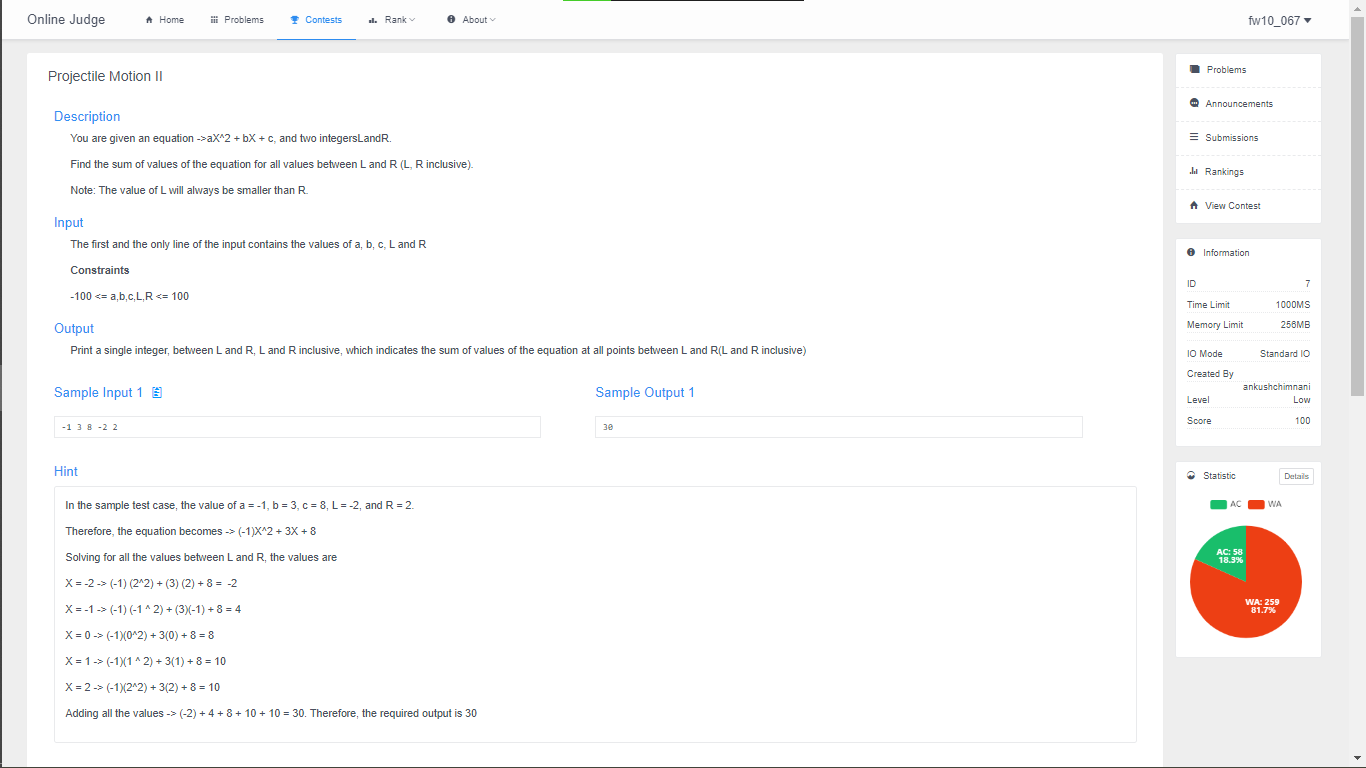 Online Judge
Home
Problems
Contests
Rank
About
fw10_067
Projectile Motion II
Description
You are given an equation ->aX^2 + bX + c, and two integersLandR.
Find the sum of values of the equation for all values between L and R (L, R inclusive).
Note: The value of L will always be smaller than R.
Input
The first and the only line of the input contains the values of a, b, c, L and R
Constraints
-100 <= a,b,c,L,R <= 100
Output
Print a single integer, between L and R, L and R inclusive, which indicates the sum of values of the equation at all points between L and R(L and R inclusive)
Sample Input 1
Sample Output 1
-1 3 8 -2 2
30
Hint
In the sample test case, the value of a = -1, b = 3, c = 8, L = -2, and R = 2.
Therefore, the equation becomes -> (-1)X^2 + 3X + 8
Solving for all the values between L and R, the values are
X = -2 -> (-1) (2^2) + (3) (2) + 8 =  -2
X = -1 -> (-1) (-1 ^ 2) + (3)(-1) + 8 = 4
X = 0 -> (-1)(0^2) + 3(0) + 8 = 8
X = 1 -> (-1)(1 ^ 2) + 3(1) + 8 = 10
X = 2 -> (-1)(2^2) + 3(2) + 8 = 10
Adding all the values -> (-2) + 4 + 8 + 10 + 10 = 30. Therefore, the required output is 30
Problems
Announcements
Submissions
Rankings
View Contest
Information
ID 7
Time Limit 1000MS
Memory Limit 256MB
IO Mode Standard IO
Created By
ankushchimnani
Level Low
Score 100
Statistic
Details
AC WA
AC: 58
18.3%
WA: 259
81.7%